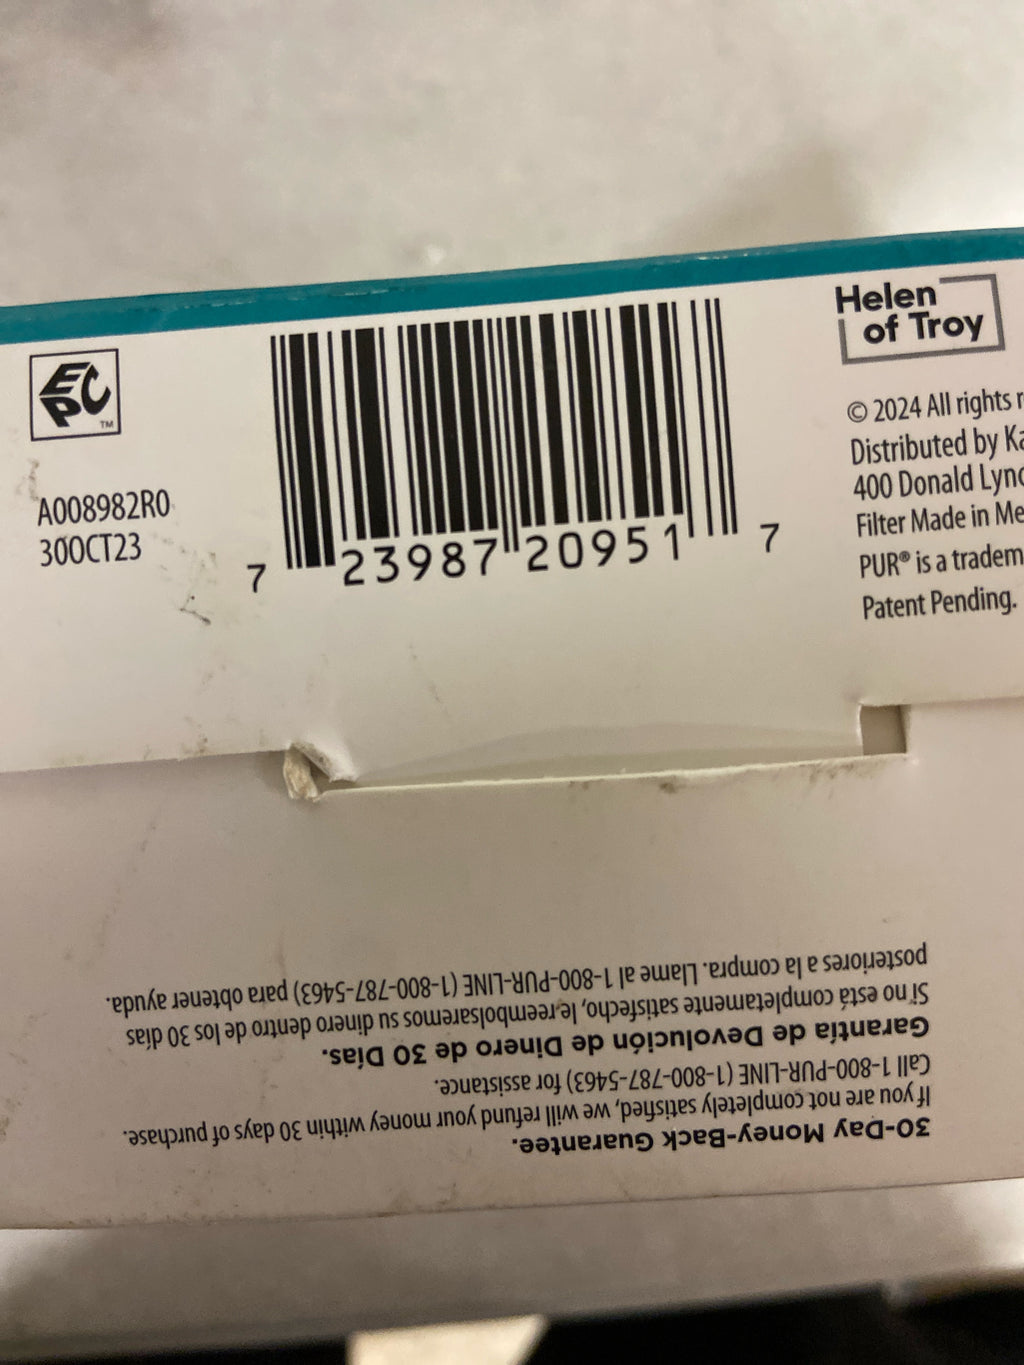 Helen
of Troy
EPC
TM
A008982R0
30OCT23
7 23987 20951 7
© 2024 All rights
Distributed by
400 Donald
Filter Made in
PUR® is a
Patent Pending.
30-Day Money-Back Guarantee.
If you are not completely satisfied, we will refund your money within 30 days of purchase.
Call 1-800-PUR-LINE (1-800-787-5463) for assistance.
Garantía de Devolución de Dinero de 30 Días.
Si no está completamente satisfecho, le reembolsaremos su dinero dentro de los 30 días
posteriores a la compra. Llame al 1-800-PUR-LINE (1-800-787-5463) para obtener ayuda.